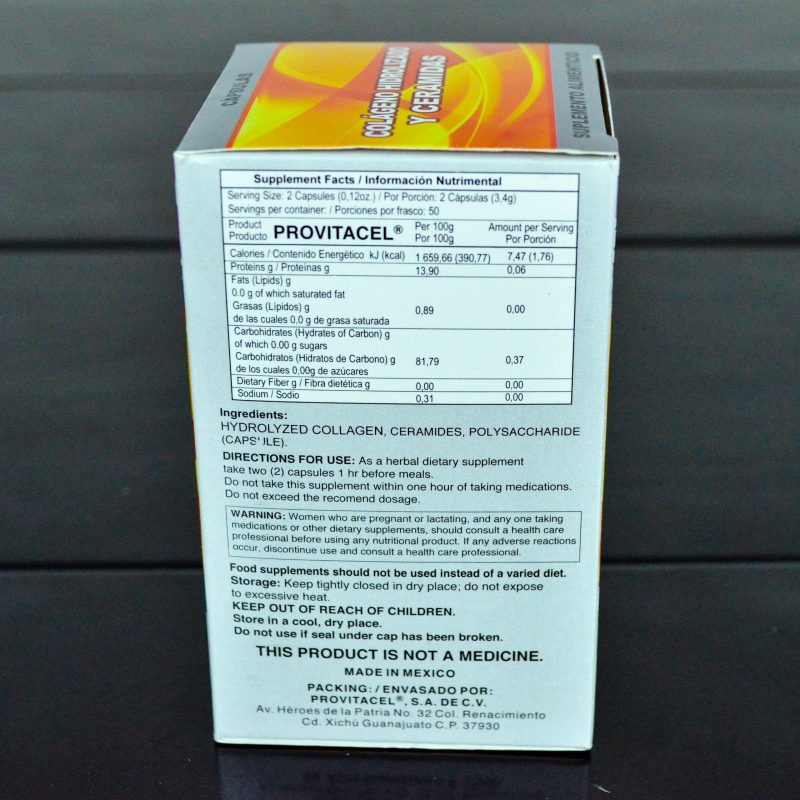 CÁPSULAS
COLÁGENO HIDROLIZADO
Y CERAMIDAS
SUPLEMENTO ALIMENTICIO
Supplement Facts / Información Nutrimental
Serving Size: 2 Capsules (0,12oz.) / Por Porción: 2 Cápsulas (3,4g)
Servings per container: / Porciones por frasco: 50
Product PROVITACEL® Per 100g Amount per Serving
Producto Por 100g Por Porción
Calories / Contenido Energético kJ (kcal) 1 659,66 (390,77) 7,47 (1,76)
Proteins g / Proteínas g 13,90 0,06
Fats (Lipids) g
0.0 g of which saturated fat
Grasas (Lípidos) g 0,89 0,00
de las cuales 0,0 g de grasa saturada
Carbohidrates (Hydrates of Carbon) g
of which 0.00 g sugars
Carbohidratos (Hidratos de Carbono) g 81,79 0,37
de los cuales 0,00g de azúcares
Dietary Fiber g / Fibra dietética g 0,00 0,00
Sodium / Sodio 0,31 0,00
Ingredients:
HYDROLYZED COLLAGEN, CERAMIDES, POLYSACCHARIDE
DIRECTIONS FOR USE: As a herbal dietary supplement
take two (2) capsules 1 hr before meals.
Do not take this supplement within one hour of taking medications.
Do not exceed the recomend dosage.
WARNING: Women who are pregnant or lactating, and any one taking
medications or other dietary supplements, should consult a health care
professional before using any nutritional product. If any adverse reactions
occur, discontinue use and consult a health care professional.
Food supplements should not be used instead of a varied diet.
Storage: Keep tightly closed in dry place; do not expose
to excessive heat.
KEEP OUT OF REACH OF CHILDREN.
Store in a cool, dry place.
Do not use if seal under cap has been broken.
THIS PRODUCT IS NOT A MEDICINE.
MADE IN MEXICO
PACKING: / ENVASADO POR:
PROVITACEL®, S.A. DE C.V.
Av. Héroes de la Patria No. 32 Col. Renacimiento
Cd. Xichú Guanajuato C.P. 37930